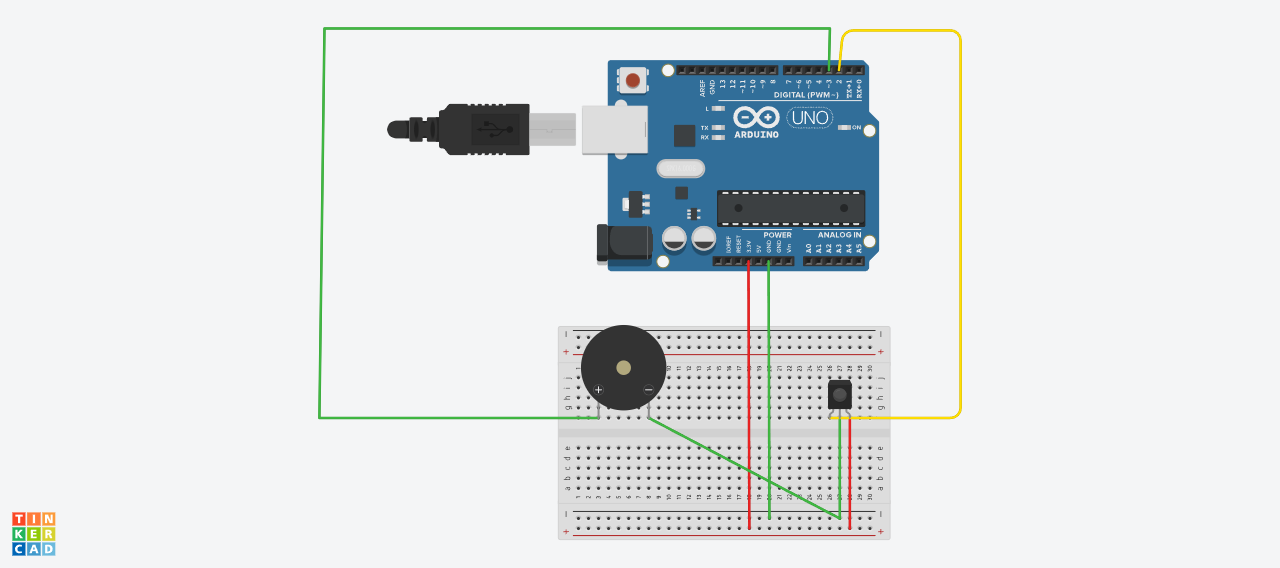 AREF
GND
13
12
~11
~10
~9
8
7
~6
~5
4
~3
2
TX→1
RX←0
DIGITAL (PWM~)
L
TX
RX
ARDUINO
UNO
ON
POWER
ANALOG IN
IOREF
RESET
3.3V
5V
GND
GND
Vin
A0
A1
A2
A3
A4
A5
j
i
h
g
+
−
e
d
c
b
a
TIN
KER
CAD